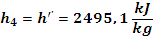 h₄ = h′′ = 2495,1 kJ/kg